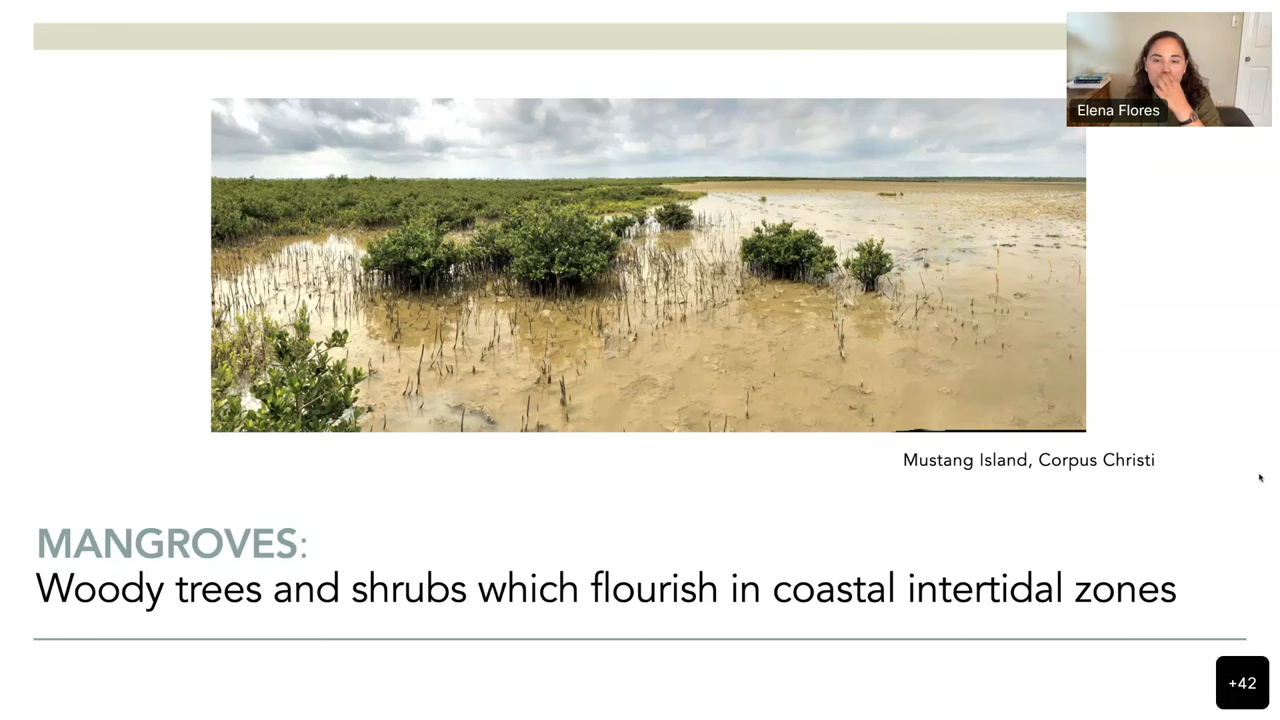 Elena Flores
Mustang Island, Corpus Christi
MANGROVES:
Woody trees and shrubs which flourish in coastal intertidal zones
+42